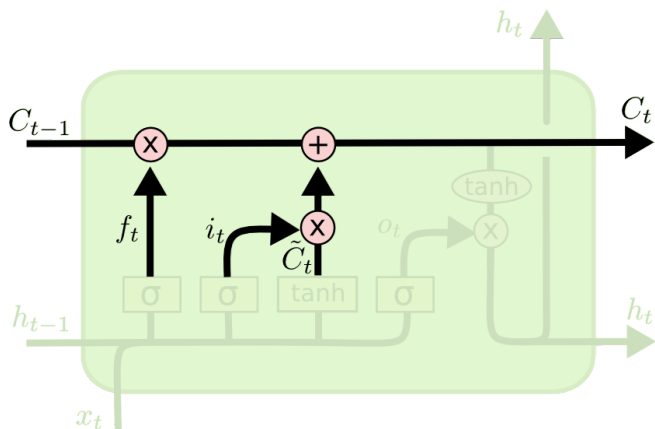 h_t
C_{t−1}
C_t
x
+
tanh
f_t
i_t
x
o_t
x
C̃_t
σ
σ
tanh
σ
h_{t−1}
h_t
x_t